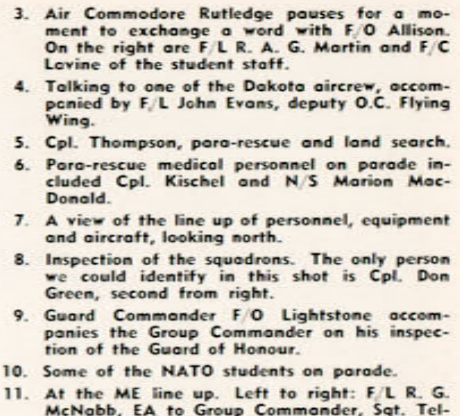 3. Air Commodore Rutledge pauses for a mo-
ment to exchange a word with F/O Allison.
On the right are F/L R. A. G. Martin and F/C
Lavine of the student staff.
4. Talking to one of the Dakota aircrew, accom-
panied by F/L John Evans, deputy O.C. Flying
Wing.
5. Cpl. Thompson, para-rescue and land search.
6. Para-rescue medical personnel on parade in-
cluded Cpl. Kischel and N/S Marion Mac-
Donald.
7. A view of the line up of personnel, equipment
and aircraft, looking north.
8. Inspection of the squadrons. The only person
we could identify in this shot is Cpl. Don
Green, second from right.
9. Guard Commander F/O Lightstone accom-
panies the Group Commander on his inspec-
tion of the Guard of Honour.
10. Some of the NATO students on parade.
11. At the ME line up. Left to right: F/L R. G.
McNabb, EA to Group Commander, Sgt. Tel-